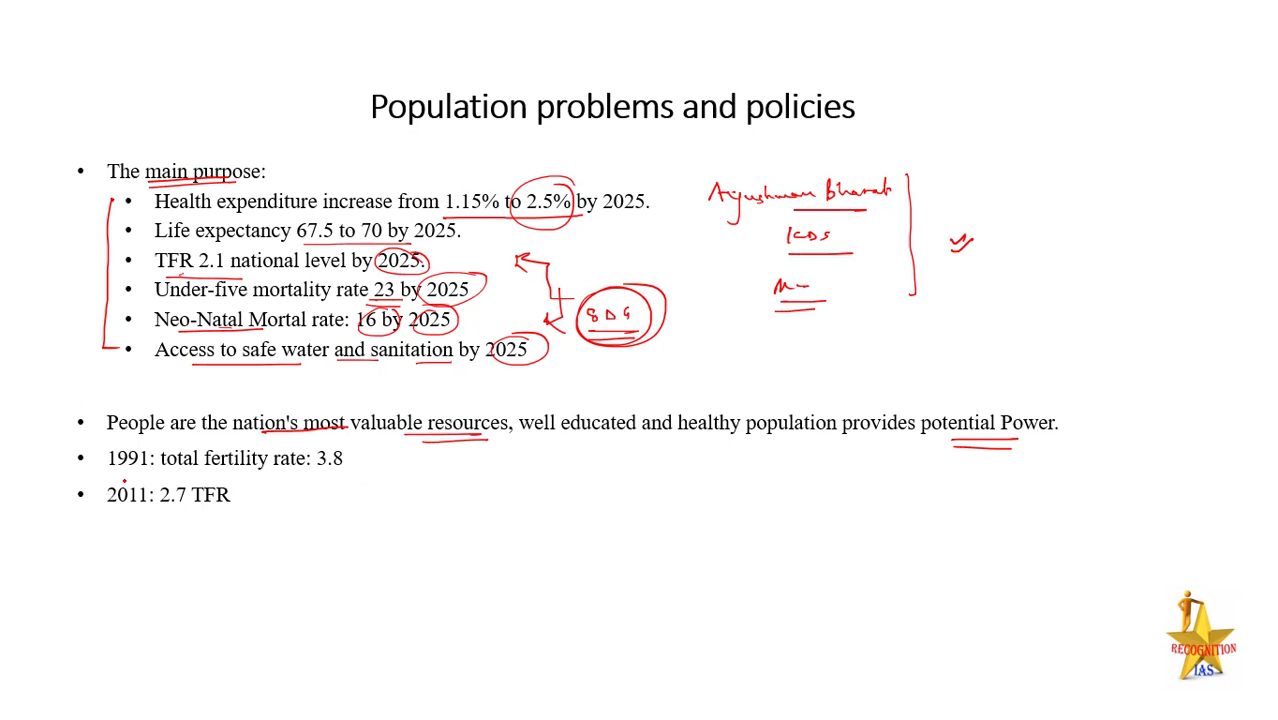 Population problems and policies
• The main purpose:
• Health expenditure increase from 1.15% to 2.5% by 2025.
• Life expectancy 67.5 to 70 by 2025.
• TFR 2.1 national level by 2025.
• Under-five mortality rate 23 by 2025
• Neo-Natal Mortal rate: 16 by 2025
• Access to safe water and sanitation by 2025
Ayushman Bharat
ICDS
SDG
• People are the nation's most valuable resources, well educated and healthy population provides potential Power.
• 1991: total fertility rate: 3.8
• 2011: 2.7 TFR
RECOGNITION
IAS